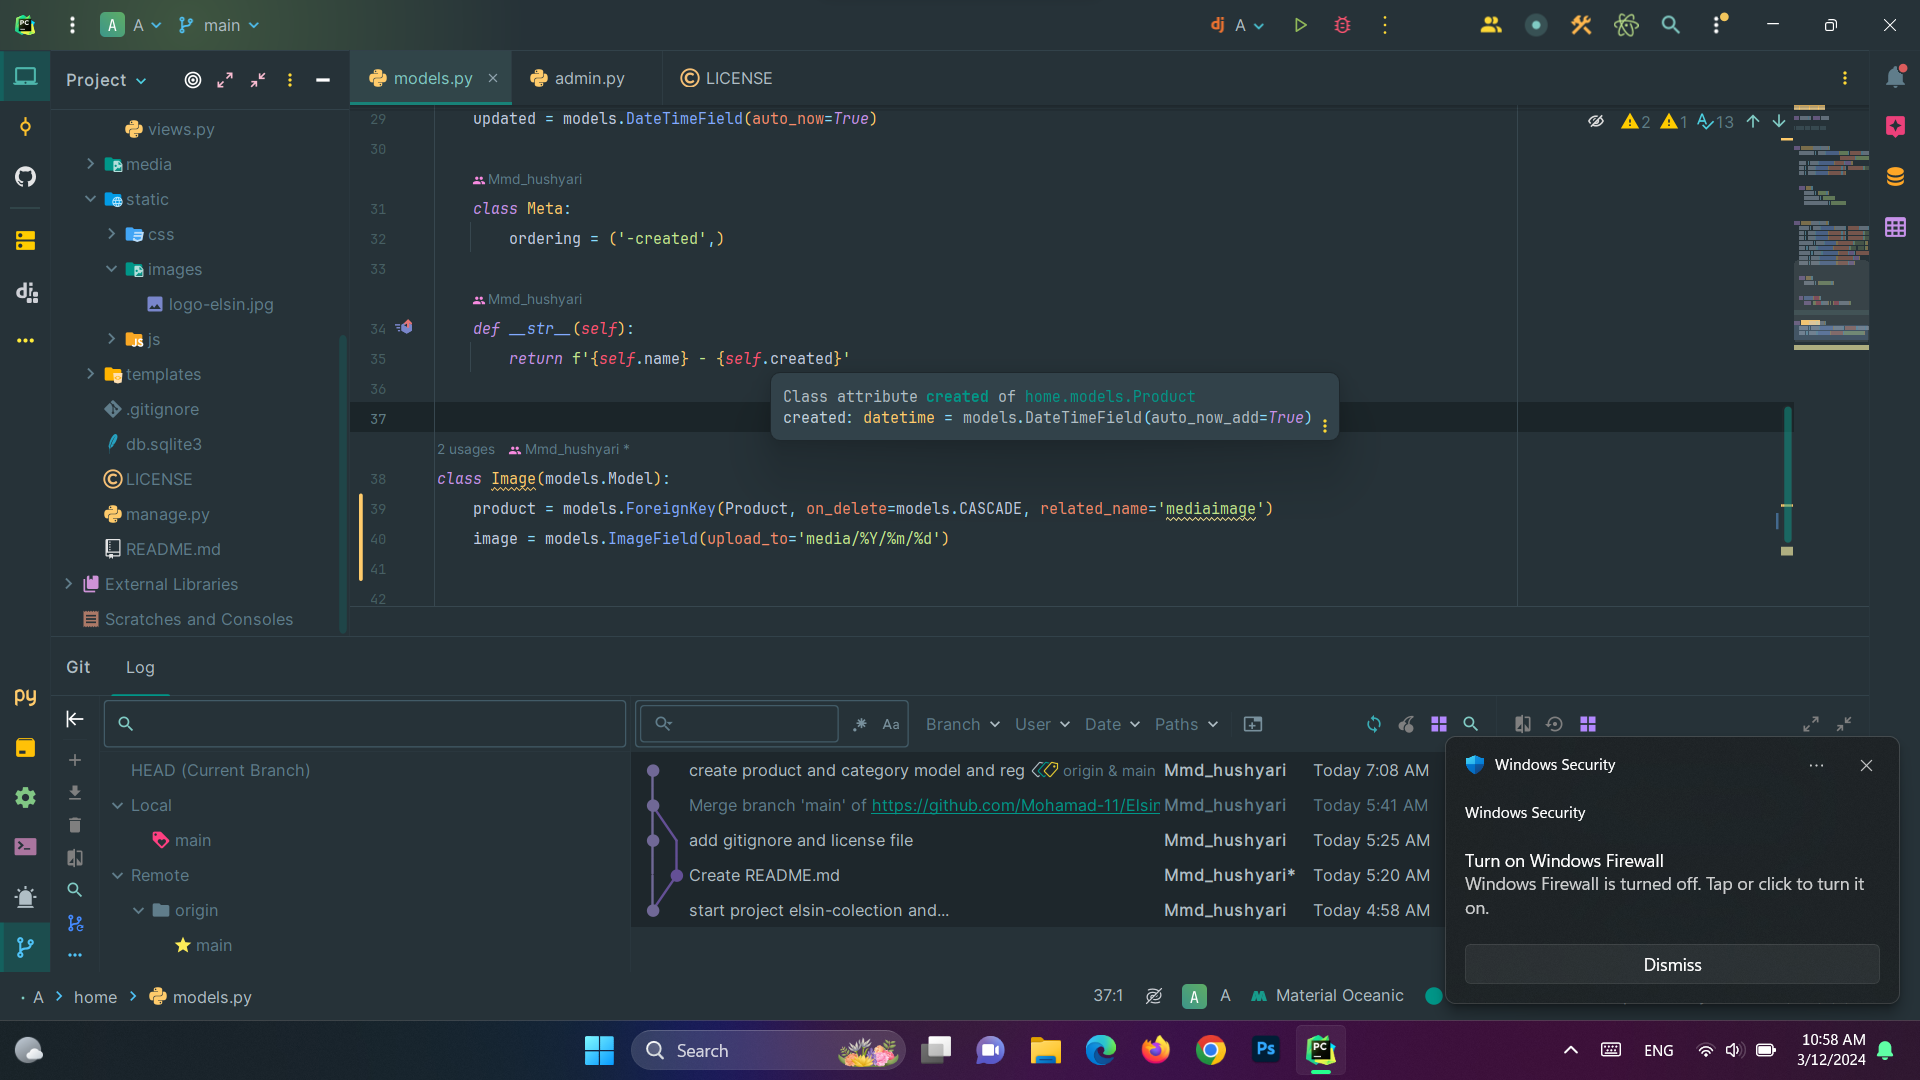 A
A
main
A
Project
models.py
admin.py
LICENSE
views.py
media
static
css
images
logo-elsin.jpg
js
templates
.gitignore
db.sqlite3
LICENSE
manage.py
README.md
External Libraries
Scratches and Consoles
2
1
13
29 updated = models.DateTimeField(auto_now=True)
30
Mmd_hushyari
31 class Meta:
32 ordering = ('-created',)
33
Mmd_hushyari
34 def __str__(self):
35 return f'{self.name} - {self.created}'
36
Class attribute created of home.models.Product
created: datetime = models.DateTimeField(auto_now_add=True)
37
2 usages Mmd_hushyari *
38 class Image(models.Model):
39 product = models.ForeignKey(Product, on_delete=models.CASCADE, related_name='mediaimage')
40 image = models.ImageField(upload_to='media/%Y/%m/%d')
41
42
Git
Log
Aa
Branch
User
Date
Paths
HEAD (Current Branch)
Local
main
Remote
origin
main
create product and category model and reg origin & main Mmd_hushyari Today 7:08 AM
Merge branch 'main' of https://github.com/Mohamad-11/Elsin Mmd_hushyari Today 5:41 AM
add gitignore and license file Mmd_hushyari Today 5:25 AM
Create README.md Mmd_hushyari* Today 5:20 AM
start project elsin-colection and... Mmd_hushyari Today 4:58 AM
Windows Security
Windows Security
Turn on Windows Firewall
Windows Firewall is turned off. Tap or click to turn it
on.
Dismiss
A
home
models.py
37:1
A
A
Material Oceanic
Search
ENG
10:58 AM
3/12/2024